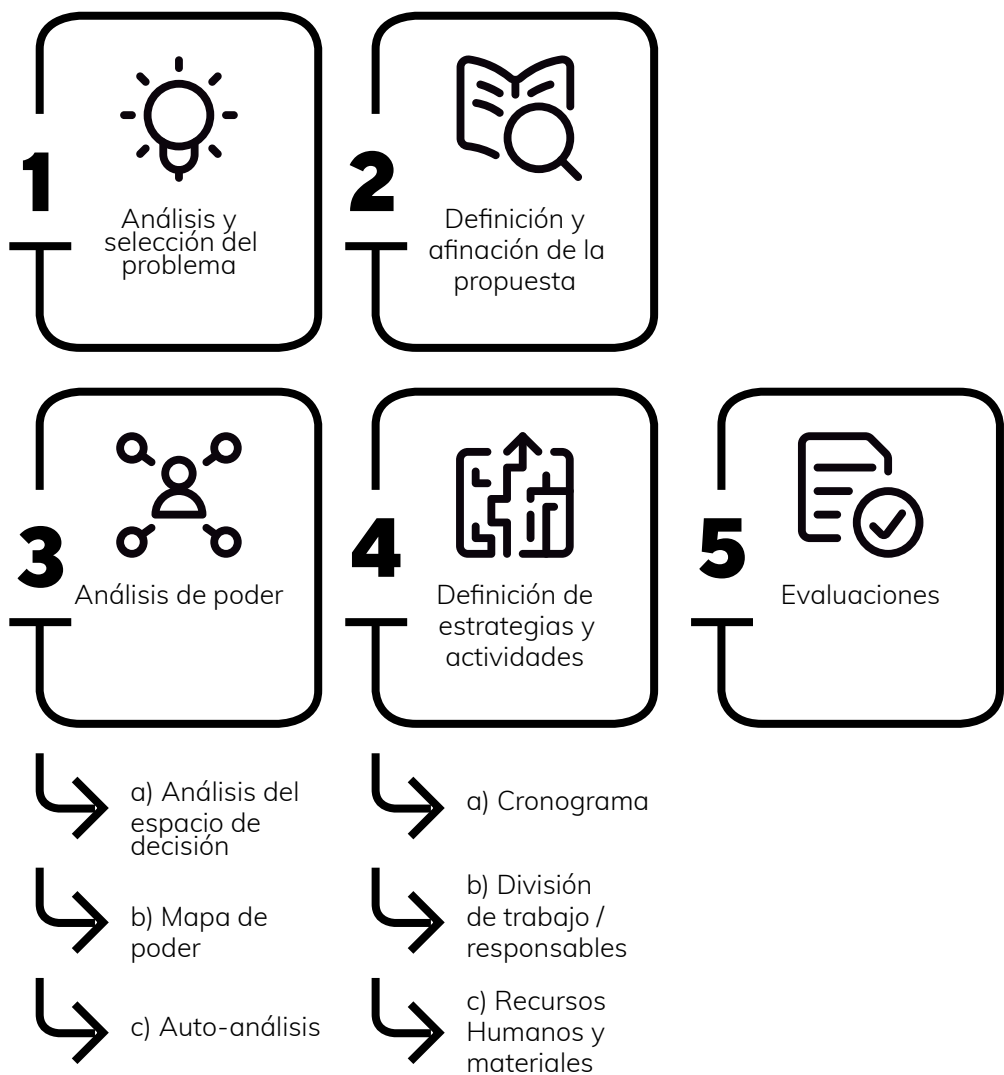 1
Análisis y
selección del
problema
2
Definición y
afinación de la
propuesta
3
Análisis de poder
4
Definición de
estrategias y
actividades
5
Evaluaciones
a) Análisis del
espacio de
decisión
b) Mapa de
poder
c) Auto-análisis
a) Cronograma
b) División
de trabajo /
responsables
c) Recursos
Humanos y
materiales